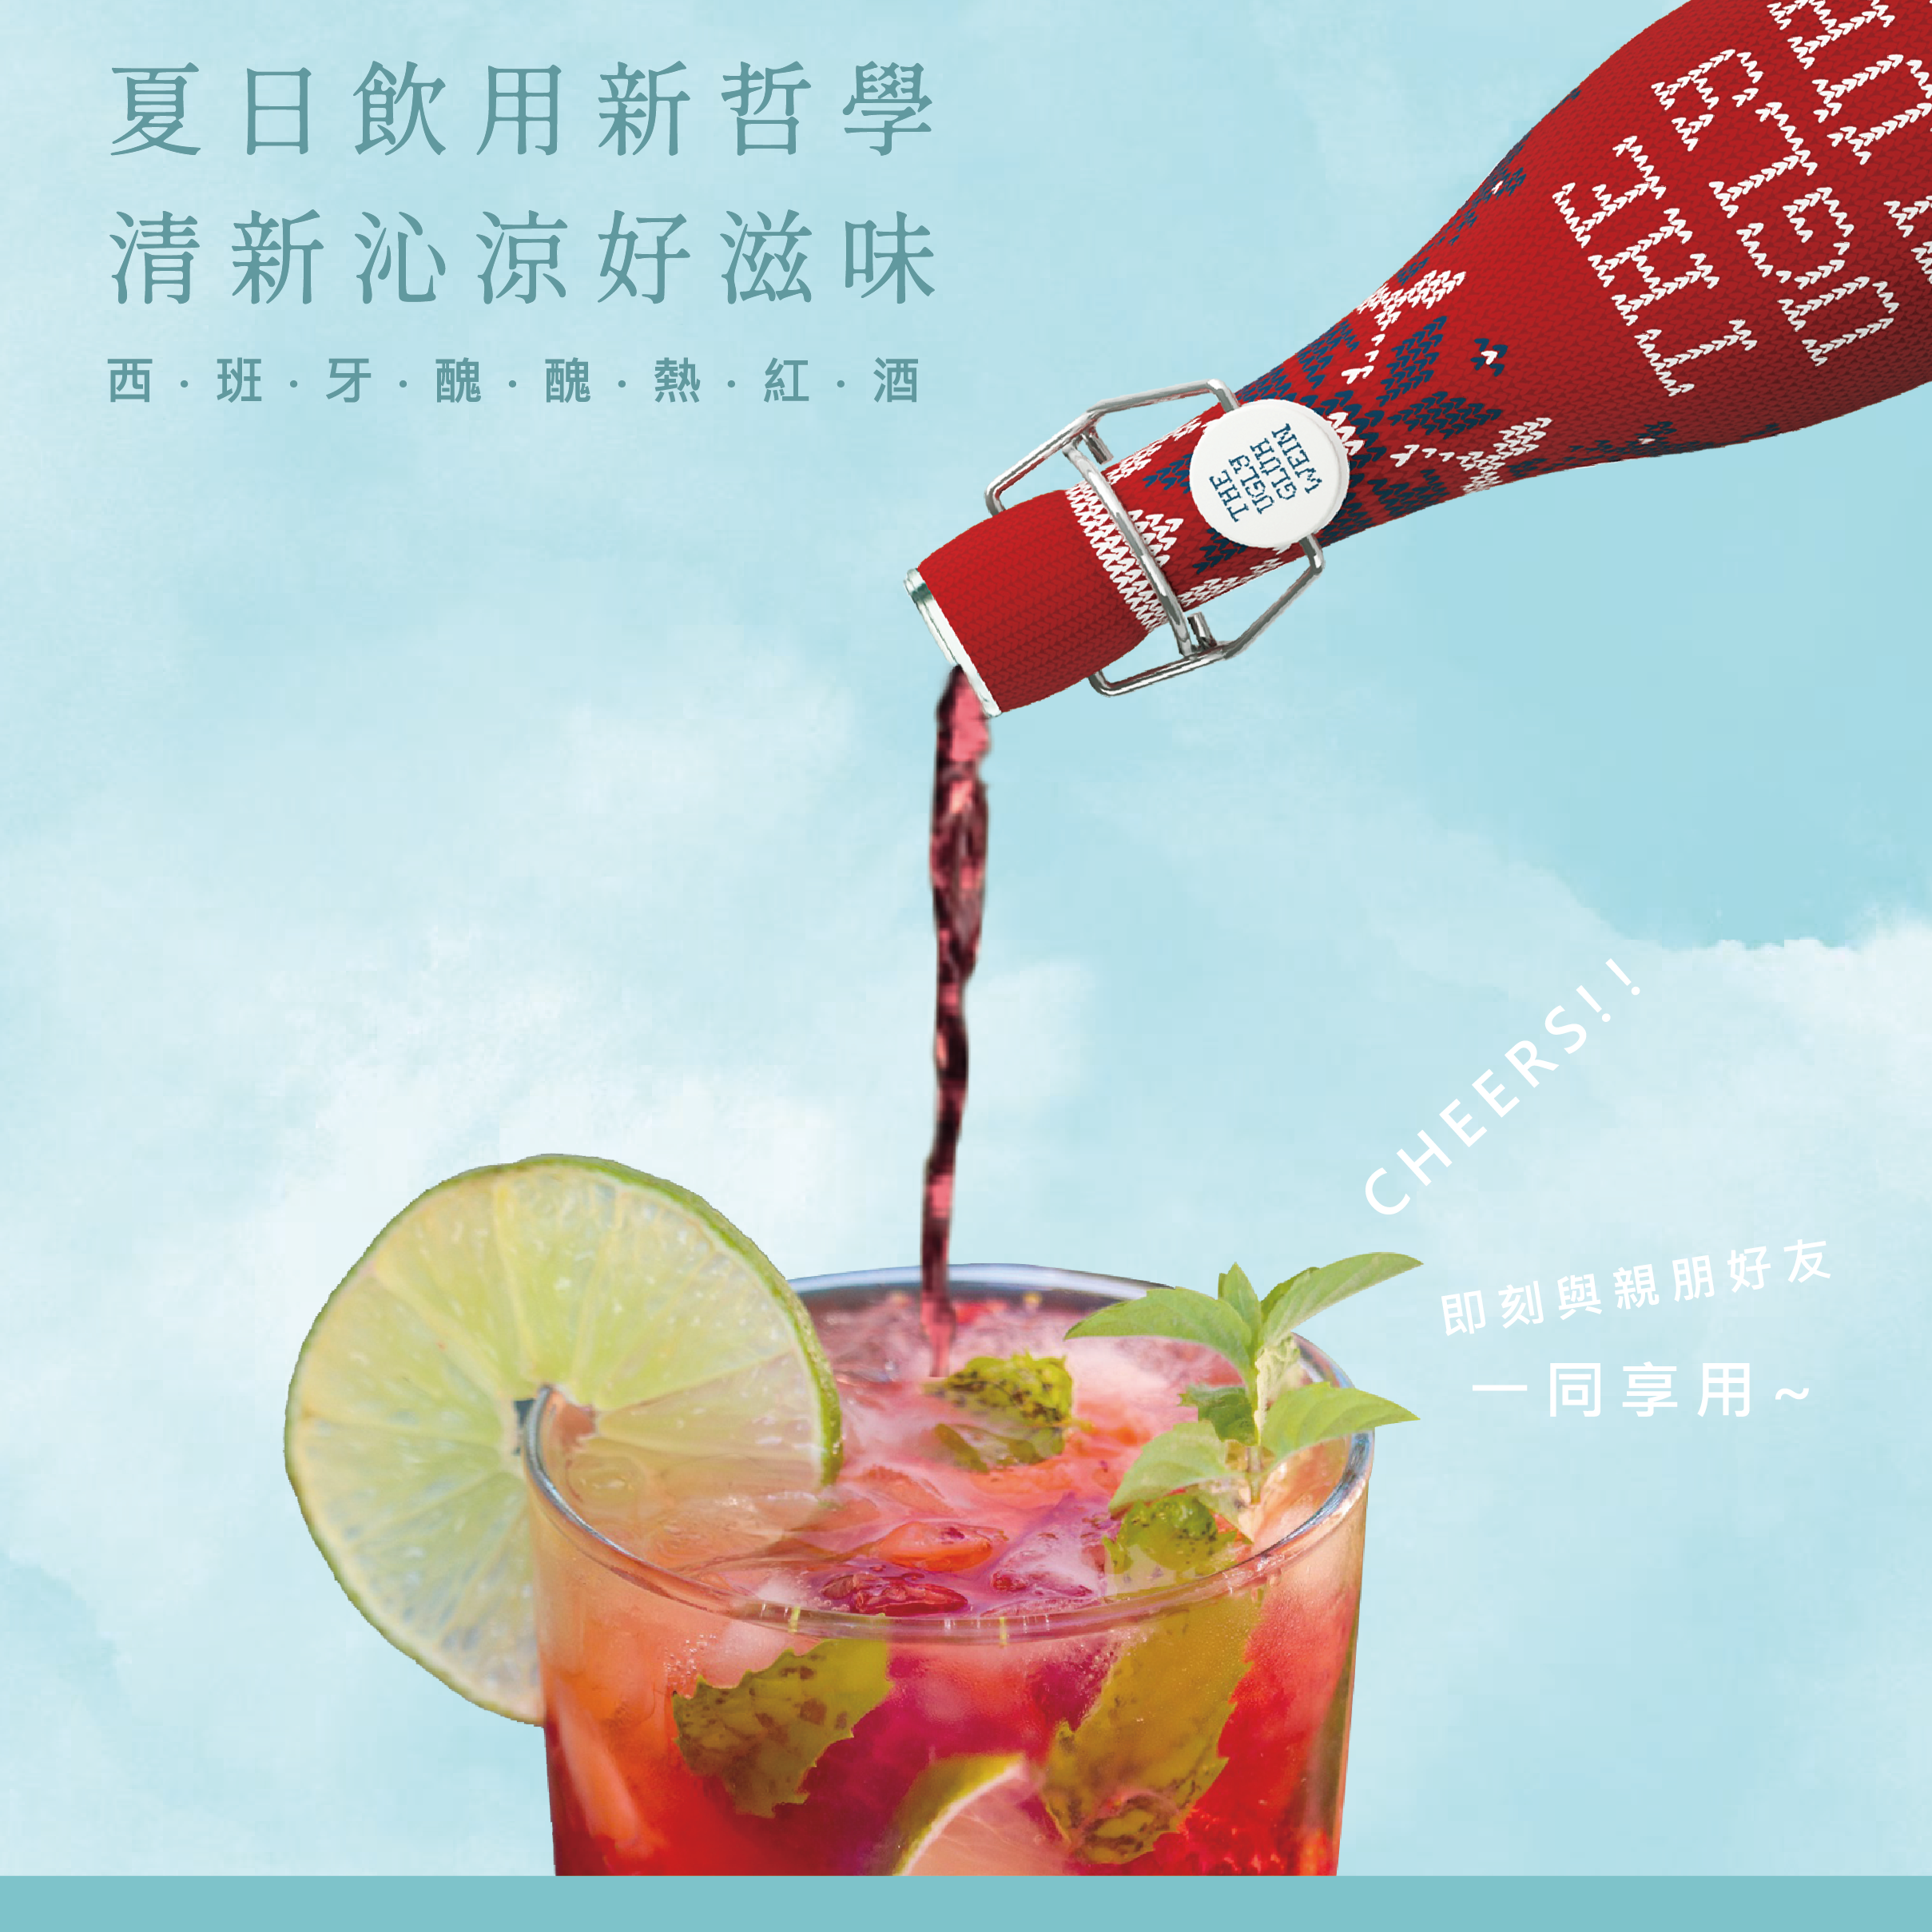 夏日飲用新哲學
清新沁涼好滋味
西·班·牙·醜·醜·熱·紅·酒
THE
UGLY
GLÜH
WEIN
CHEERS!!
即刻與親朋好友
一同享用~